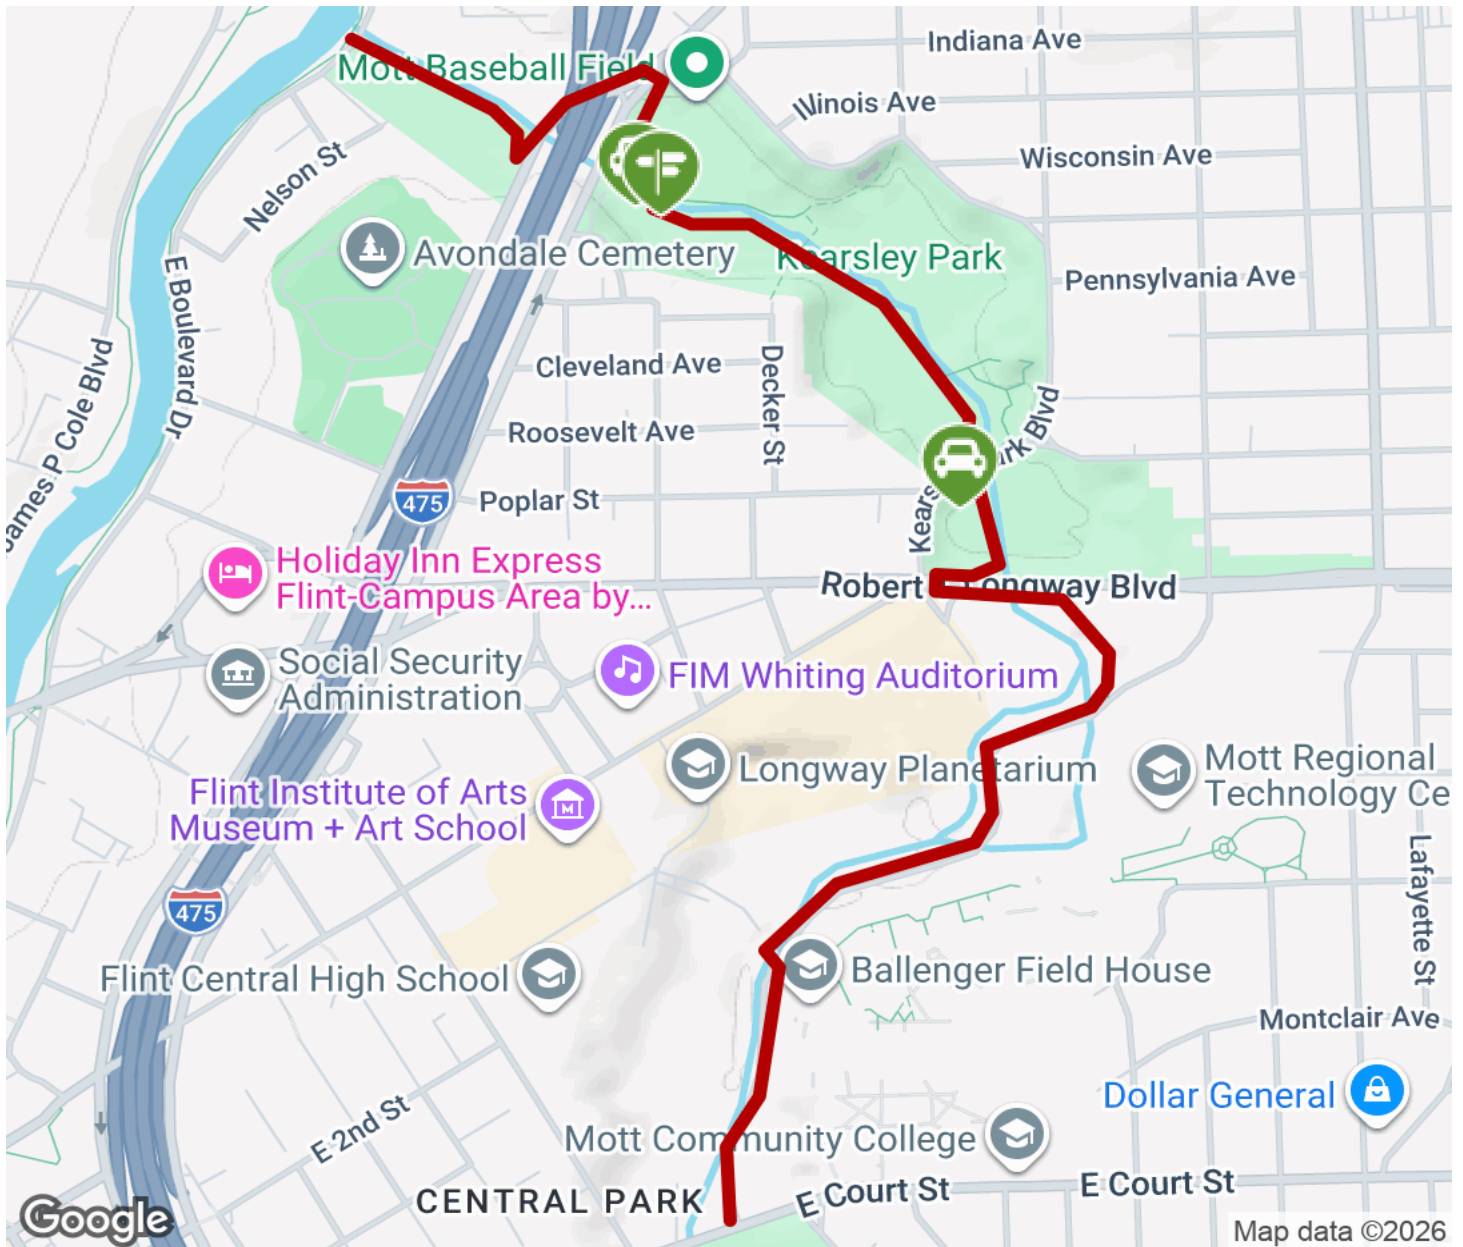 Indiana Ave
Mott Baseball Field
Illinois Ave
Wisconsin Ave
Nelson St
Avondale Cemetery
Kearsley Park
Pennsylvania Ave
E Boulevard Dr
James P Cole Blvd
Cleveland Ave
Decker St
Roosevelt Ave
475
Poplar St
Holiday Inn Express
Flint-Campus Area by...
Robert
Longway Blvd
Social Security
Administration
FIM Whiting Auditorium
Longway Planetarium
Mott Regional
Technology Ce
Flint Institute of Arts
Museum + Art School
Lafayette St
475
Flint Central High School
Ballenger Field House
Montclair Ave
Dollar General
E 2nd St
Mott Community College
CENTRAL PARK
E Court St
E Court St
Google
Map data ©2026